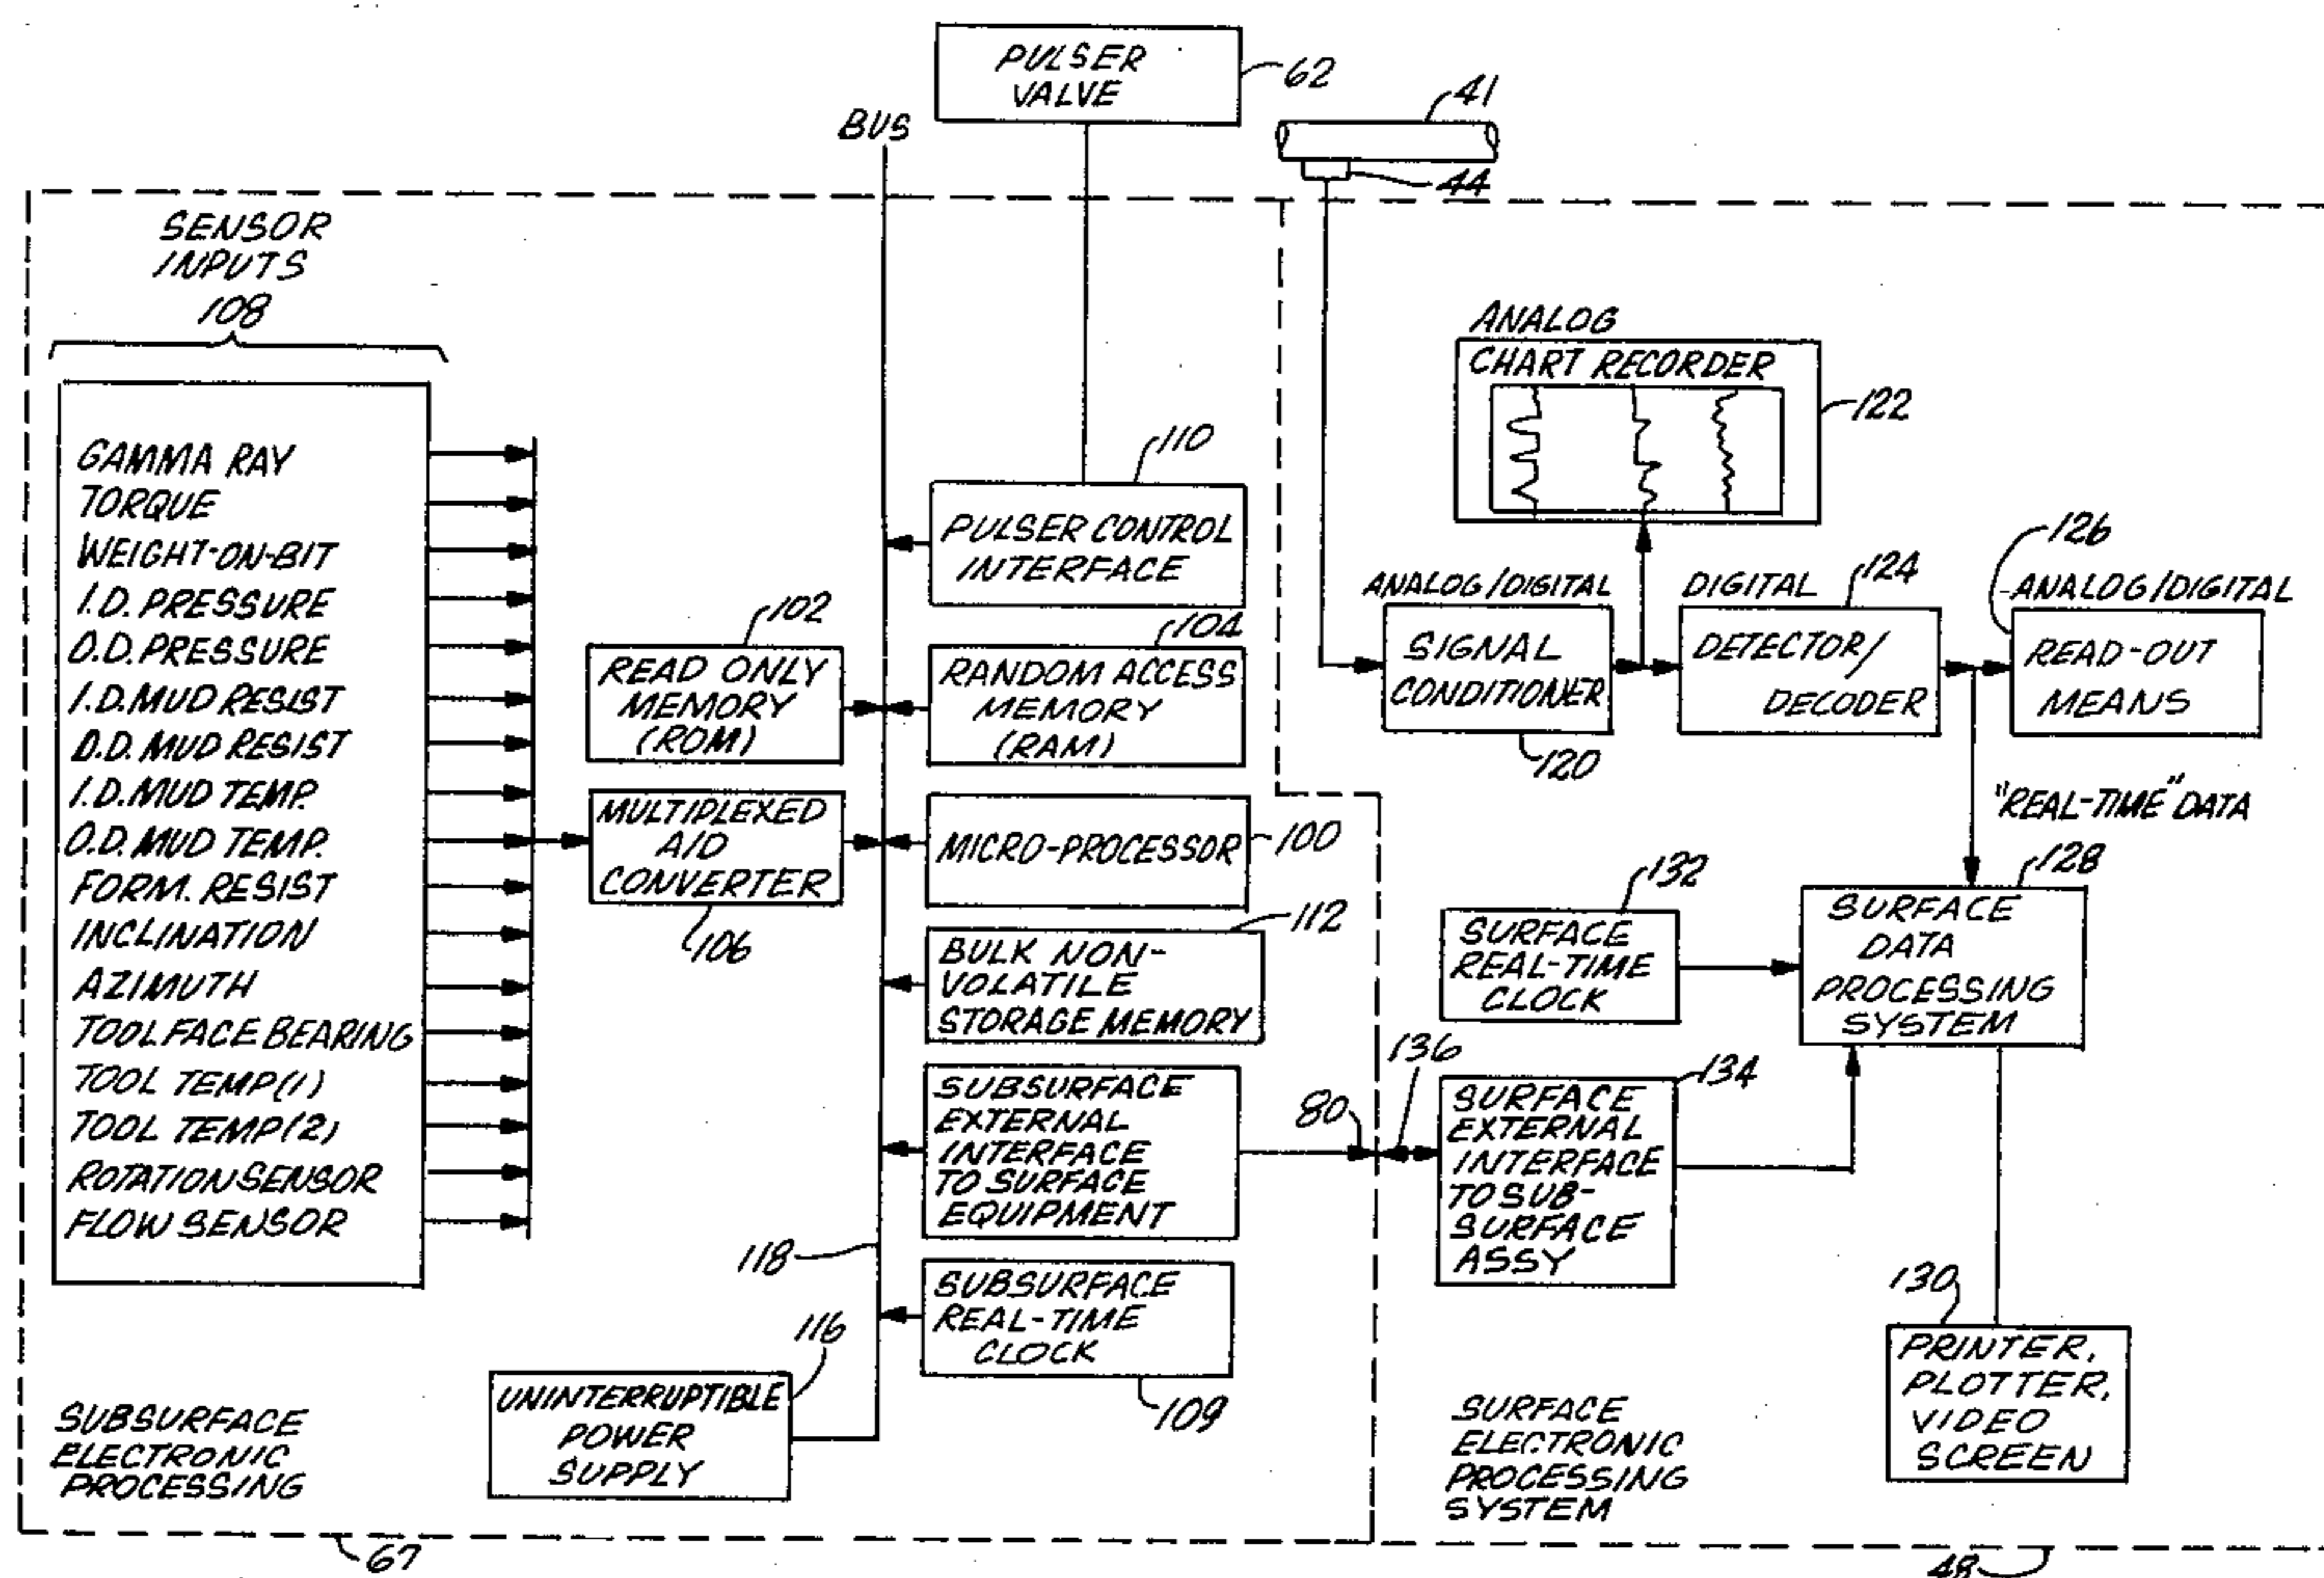 PULSER
VALVE
62
BUS
41
44
SENSOR
INPUTS
108
GAMMA RAY
TORQUE
WEIGHT-ON-BIT
I.D. PRESSURE
O.D. PRESSURE
I.D. MUD RESIST
O.D. MUD RESIST
I.D. MUD TEMP.
O.D. MUD TEMP.
FORM. RESIST
INCLINATION
AZIMUTH
TOOL FACE BEARING
TOOL TEMP(1)
TOOL TEMP(2)
ROTATION SENSOR
FLOW SENSOR
110
PULSER CONTROL
INTERFACE
102
READ ONLY
MEMORY
(ROM)
104
RANDOM ACCESS
MEMORY
(RAM)
MULTIPLEXED
A/D
CONVERTER
106
MICRO-PROCESSOR
100
112
BULK NON-
VOLATILE
STORAGE MEMORY
SUBSURFACE
EXTERNAL
INTERFACE
TO SURFACE
EQUIPMENT
80
136
118
SUBSURFACE
REAL-TIME
CLOCK
109
116
UNINTERRUPTIBLE
POWER
SUPPLY
SUBSURFACE
ELECTRONIC
PROCESSING
67
ANALOG
CHART RECORDER
122
ANALOG/DIGITAL
SIGNAL
CONDITIONER
120
DIGITAL
124
DETECTOR/
DECODER
126
ANALOG/DIGITAL
READ-OUT
MEANS
"REAL-TIME" DATA
128
SURFACE
DATA
PROCESSING
SYSTEM
132
SURFACE
REAL-TIME
CLOCK
134
SURFACE
EXTERNAL
INTERFACE
TO SUB-
SURFACE
ASSY
130
PRINTER,
PLOTTER,
VIDEO
SCREEN
SURFACE
ELECTRONIC
PROCESSING
SYSTEM
48